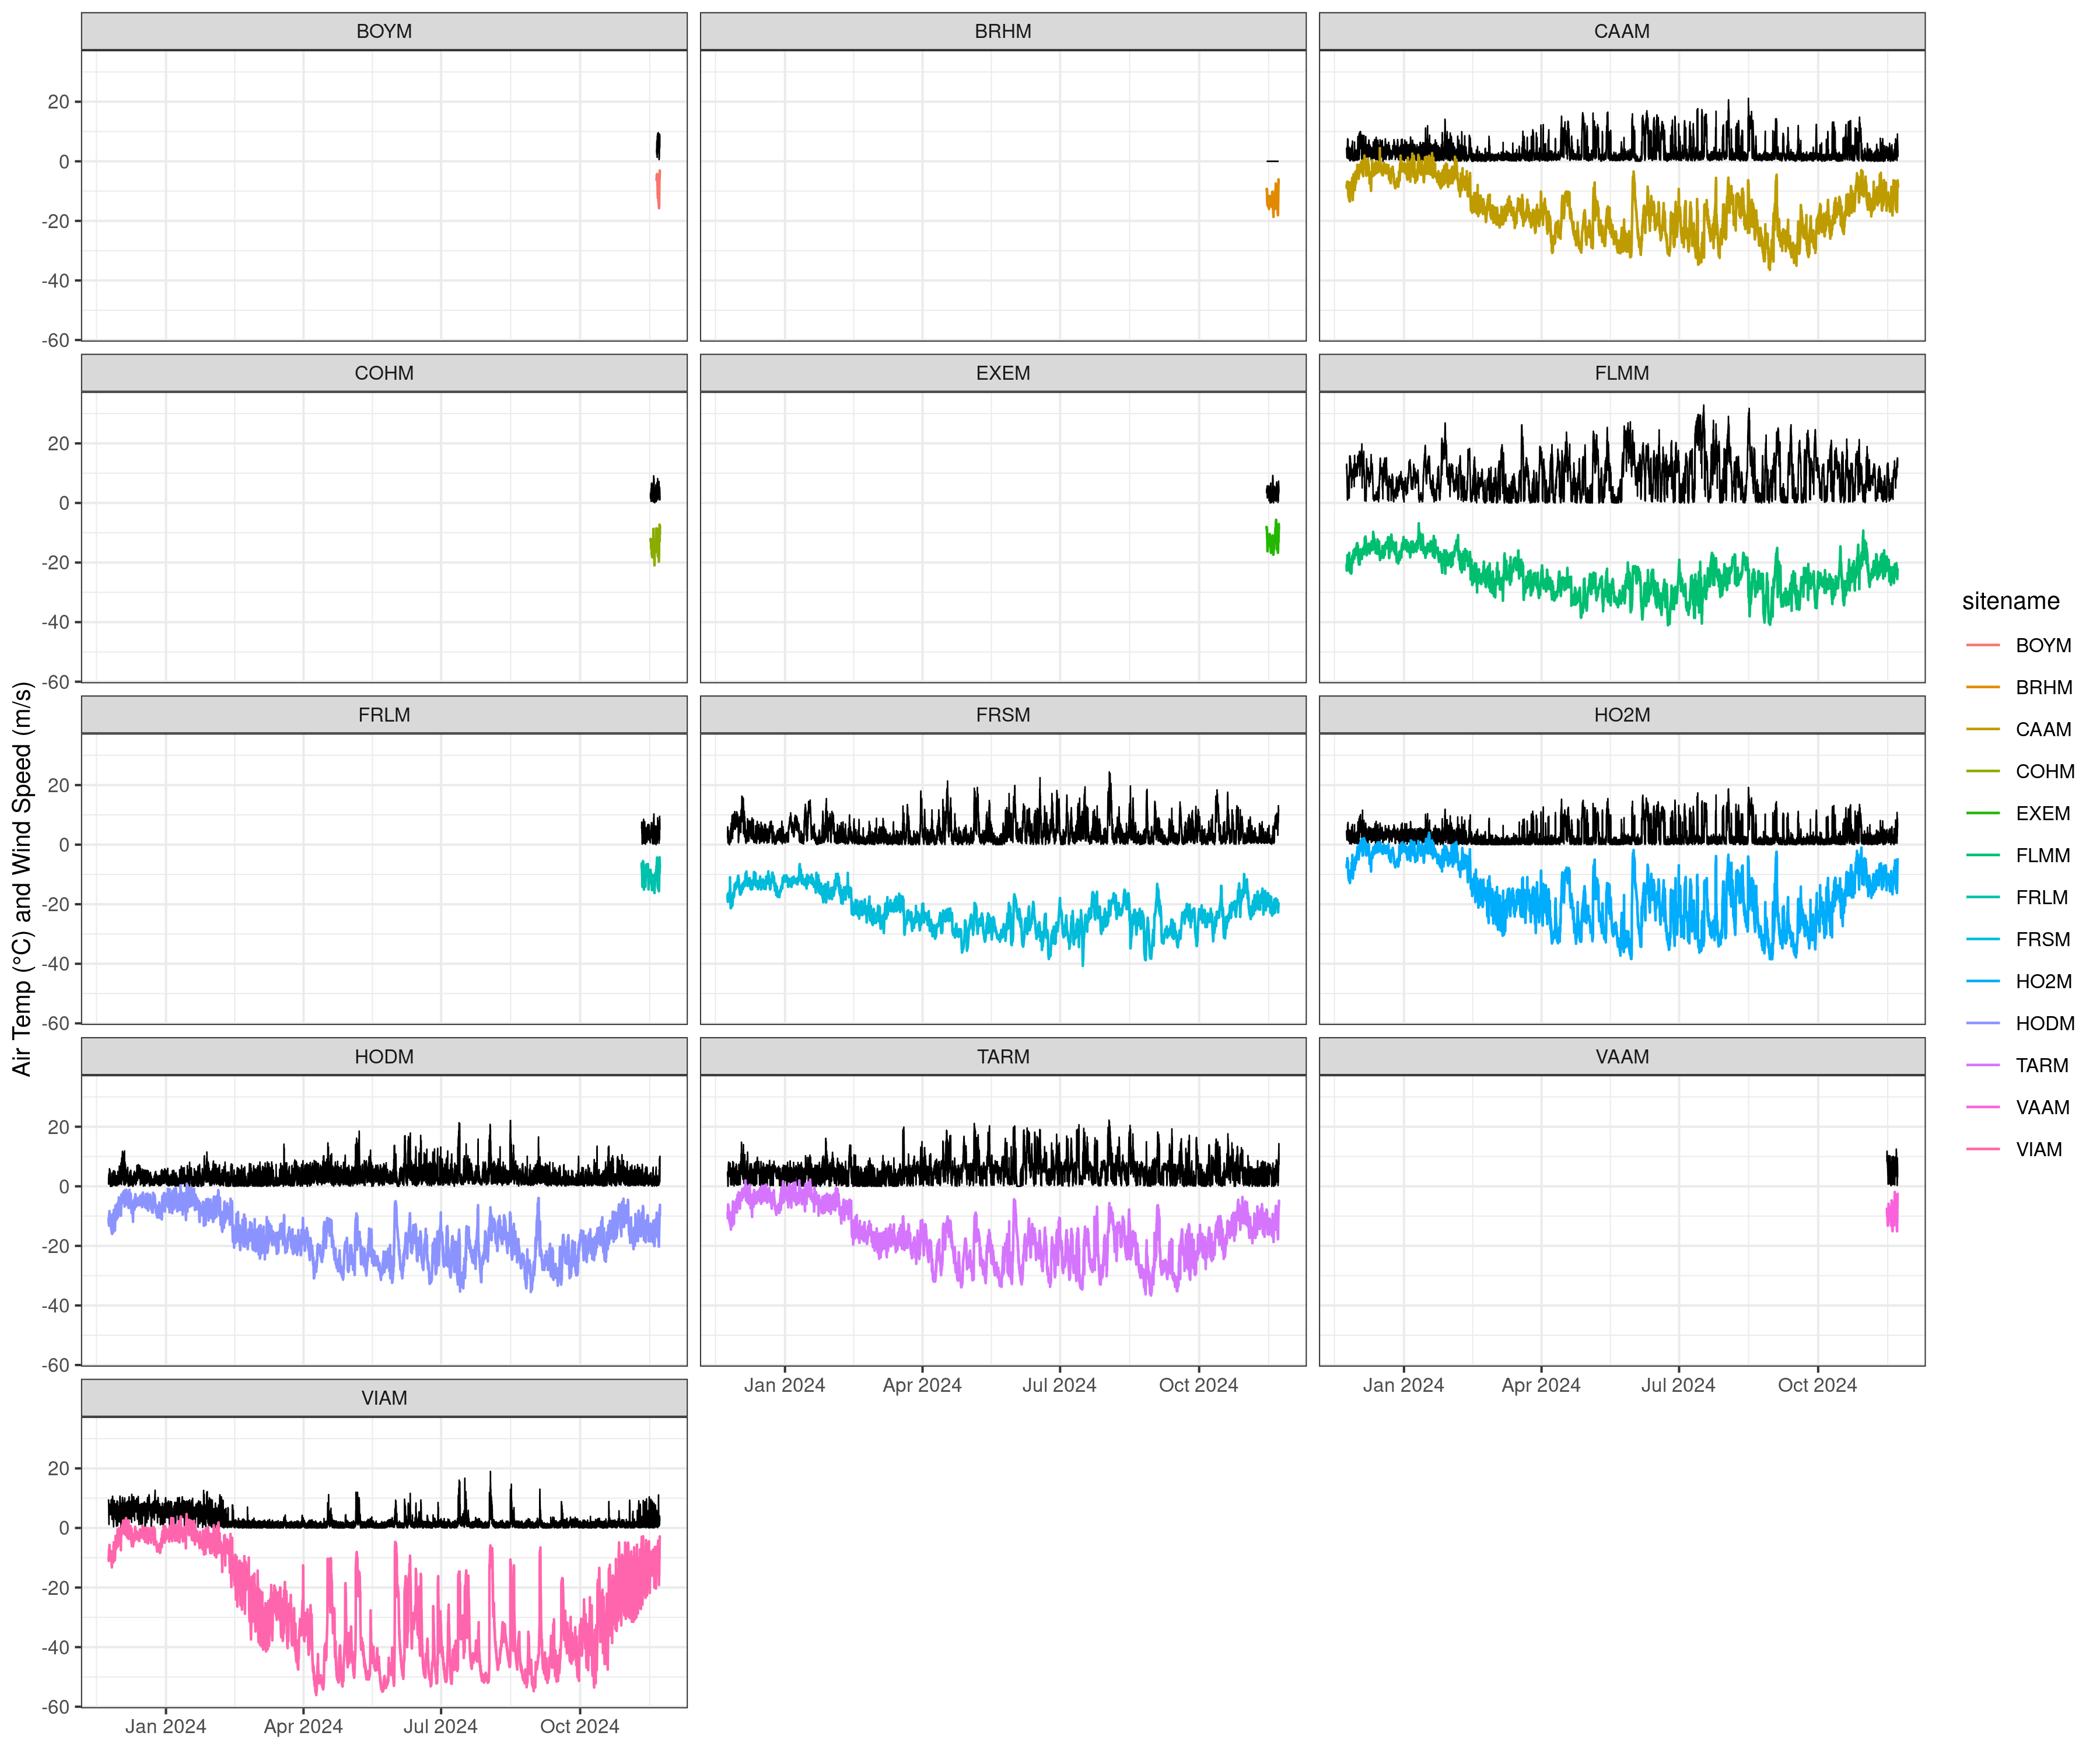 BOYM
BRHM
CAAM
20
0
-20
-40
-60
COHM
EXEM
FLMM
20
0
-20
-40
-60
FRLM
FRSM
HO2M
20
0
-20
-40
-60
HODM
TARM
VAAM
20
0
-20
-40
-60
Jan 2024 Apr 2024 Jul 2024 Oct 2024
Jan 2024 Apr 2024 Jul 2024 Oct 2024
VIAM
20
0
-20
-40
-60
Jan 2024 Apr 2024 Jul 2024 Oct 2024
Air Temp (°C) and Wind Speed (m/s)
sitename
BOYM
BRHM
CAAM
COHM
EXEM
FLMM
FRLM
FRSM
HO2M
HODM
TARM
VAAM
VIAM